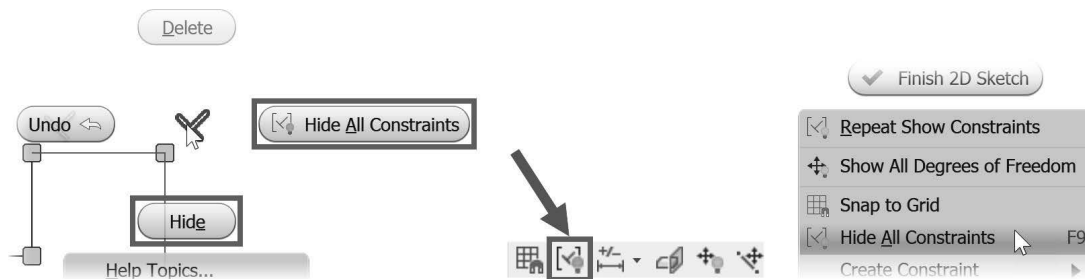 Delete
Undo
Hide All Constraints
Hide
Help Topics...
Finish 2D Sketch
Repeat Show Constraints
Show All Degrees of Freedom
Snap to Grid
Hide All Constraints F9
Create Constraint